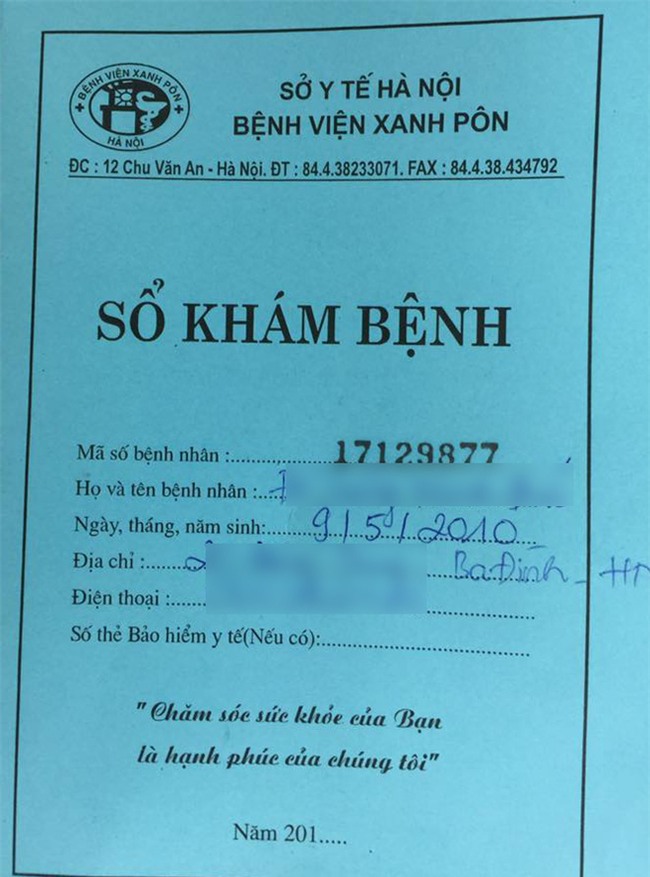 BỆNH VIỆN XANH PÔN
HÀ NỘI
SỞ Y TẾ HÀ NỘI
BỆNH VIỆN XANH PÔN
ĐC : 12 Chu Văn An - Hà Nội. ĐT : 84.4.38233071. FAX : 84.4.38.434792
SỔ KHÁM BỆNH
Mã số bệnh nhân :..................17129877
Họ và tên bệnh nhân :....
Ngày, tháng, năm sinh:........9/5/2010....
Địa chỉ :...... Ba Đình - HN
Điện thoại :......
Số thẻ Bảo hiểm y tế(Nếu có):....................................
"Chăm sóc sức khỏe của Bạn
là hạnh phúc của chúng tôi"
Năm 201.....